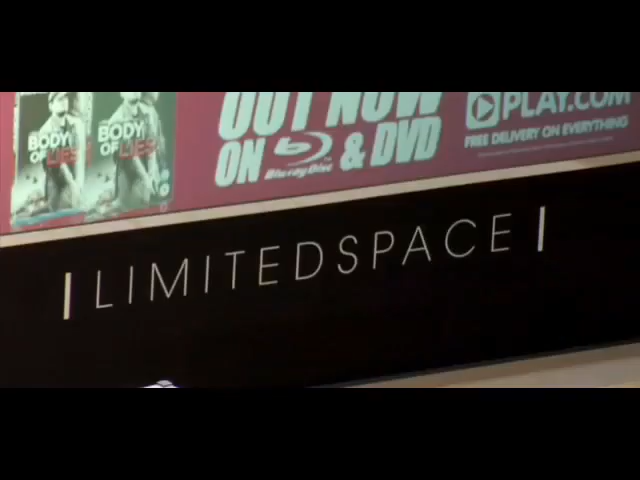 BODY
OF LIES
BODY
OF LIES
OUT NOW
ON Blu-ray Disc & DVD
PLAY.COM
FREE DELIVERY ON EVERYTHING
| LIMITEDSPACE |